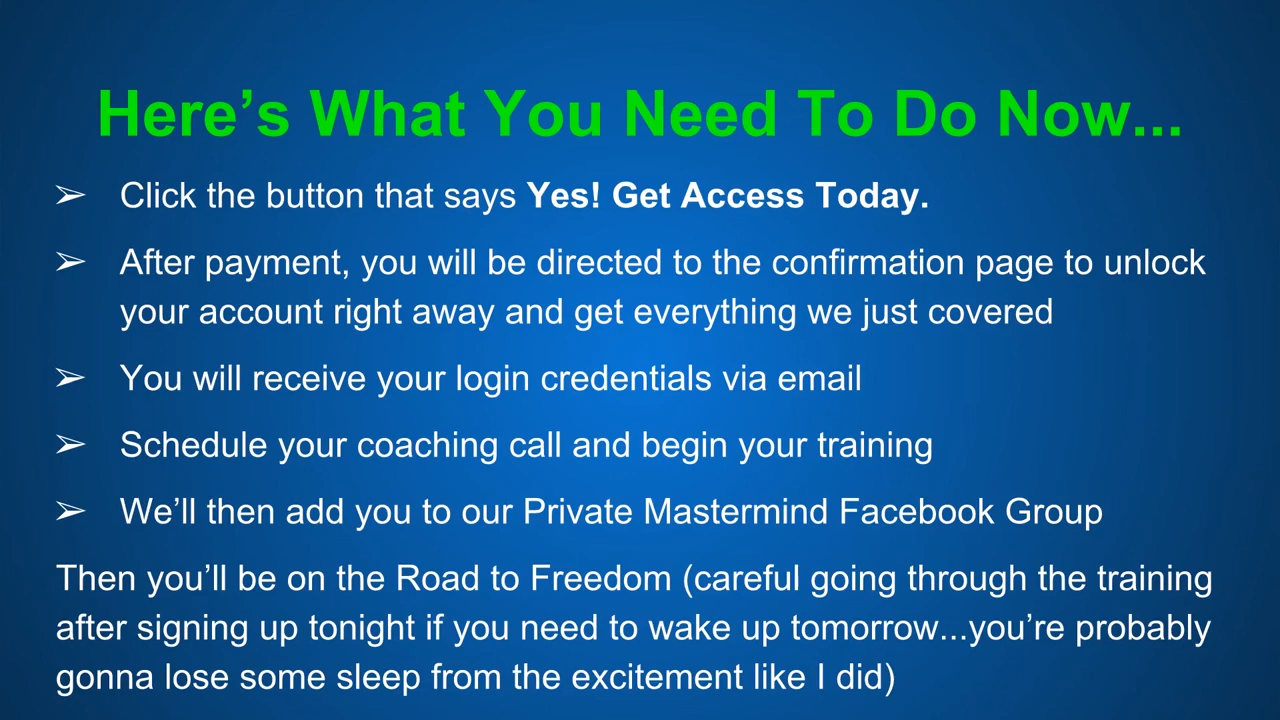 Here’s What You Need To Do Now...
➢ Click the button that says Yes! Get Access Today.
➢ After payment, you will be directed to the confirmation page to unlock
your account right away and get everything we just covered
➢ You will receive your login credentials via email
➢ Schedule your coaching call and begin your training
➢ We’ll then add you to our Private Mastermind Facebook Group
Then you’ll be on the Road to Freedom (careful going through the training
after signing up tonight if you need to wake up tomorrow...you’re probably
gonna lose some sleep from the excitement like I did)